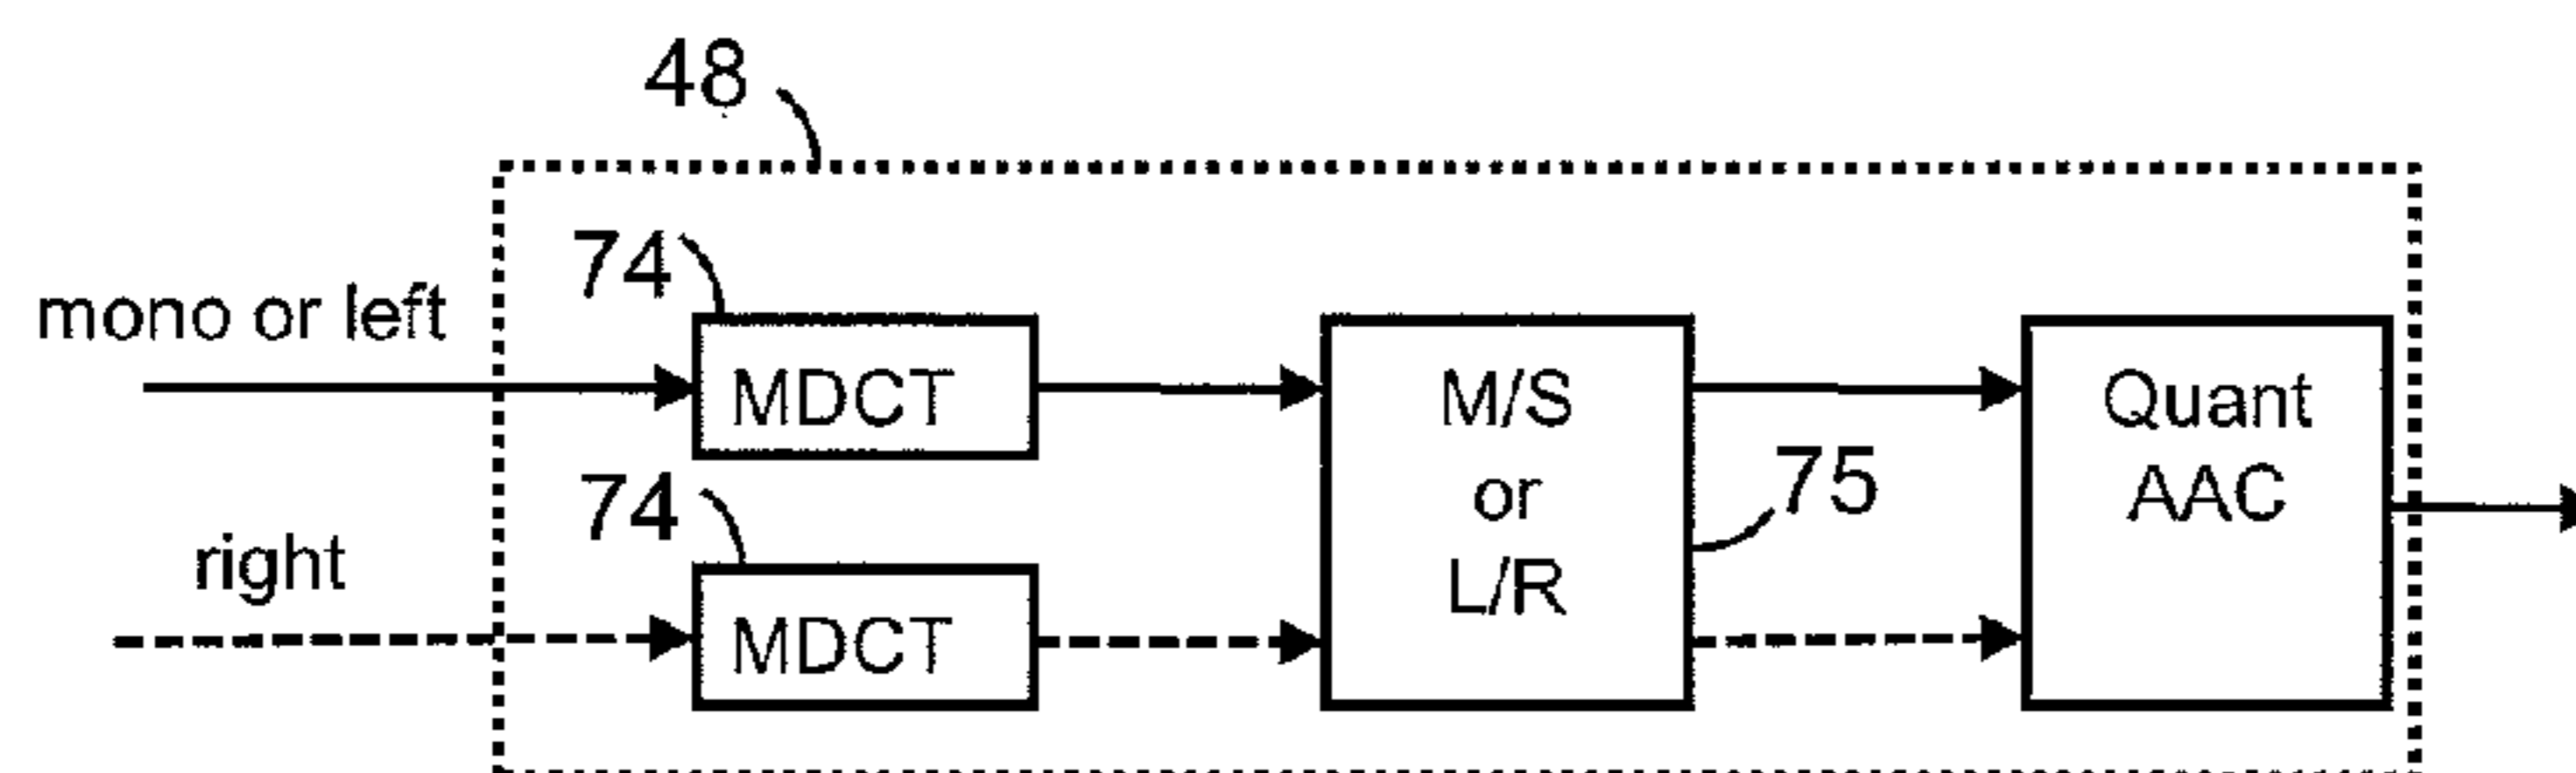 48
74
mono or left
MDCT
M/S
or
L/R
Quant
AAC
75
74
right
MDCT